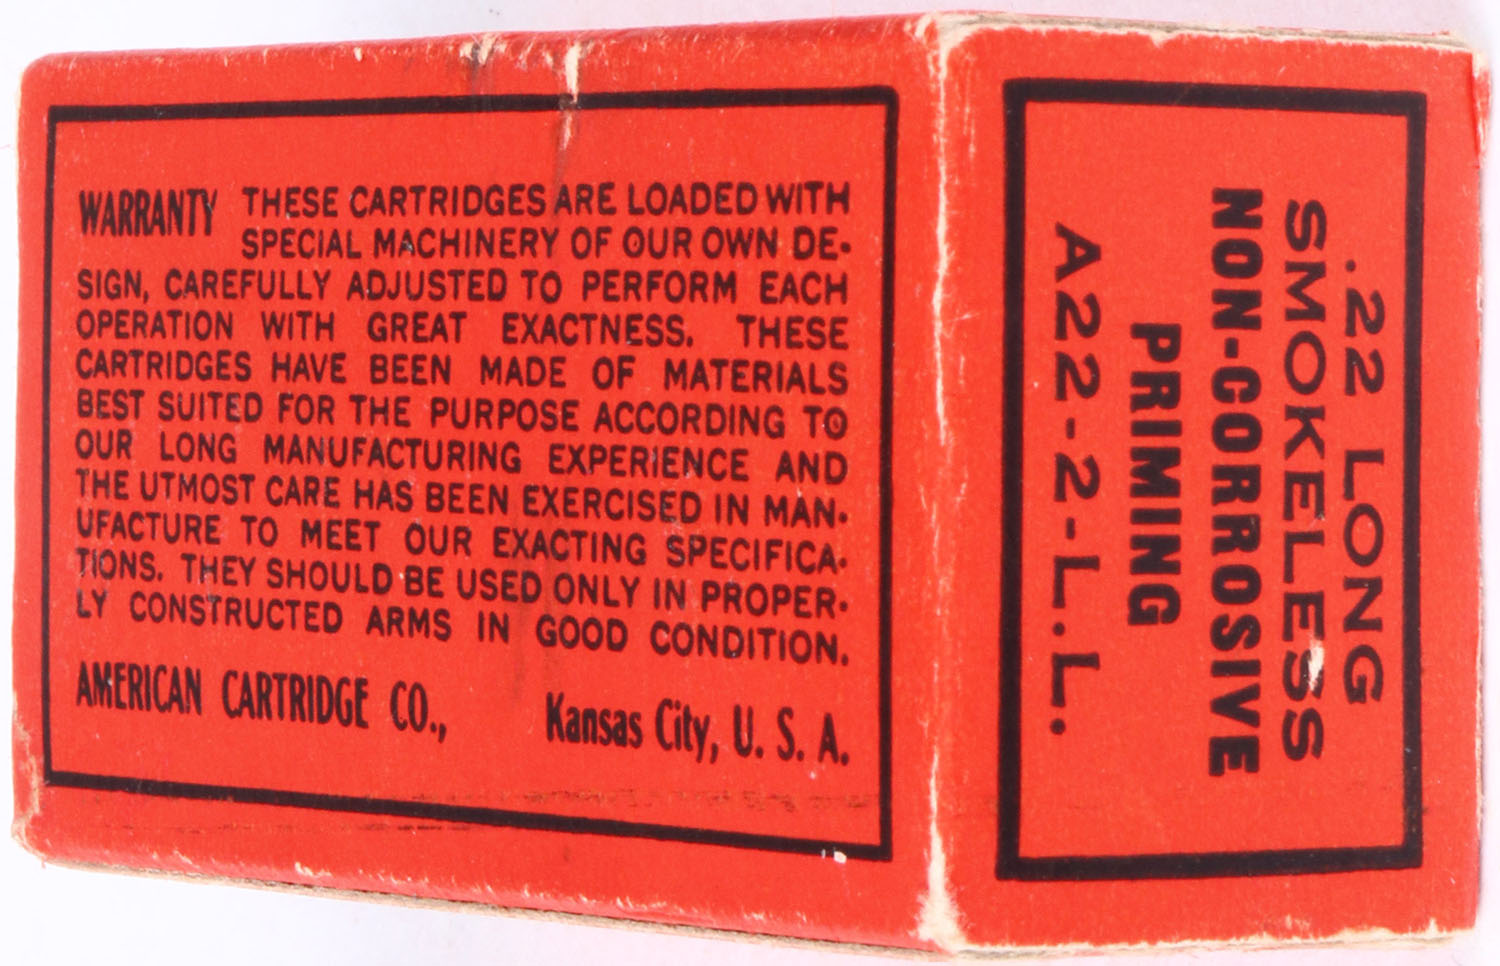 WARRANTY THESE CARTRIDGES ARE LOADED WITH
SPECIAL MACHINERY OF OUR OWN DE-
SIGN, CAREFULLY ADJUSTED TO PERFORM EACH
OPERATION WITH GREAT EXACTNESS. THESE
CARTRIDGES HAVE BEEN MADE OF MATERIALS
BEST SUITED FOR THE PURPOSE ACCORDING TO
OUR LONG MANUFACTURING EXPERIENCE AND
THE UTMOST CARE HAS BEEN EXERCISED IN MAN-
UFACTURE TO MEET OUR EXACTING SPECIFICA-
TIONS. THEY SHOULD BE USED ONLY IN PROPER-
LY CONSTRUCTED ARMS IN GOOD CONDITION.
AMERICAN CARTRIDGE CO., Kansas City, U. S. A.
.22 LONG
SMOKELESS
NON-CORROSIVE
PRIMING
A22-2-L.L.